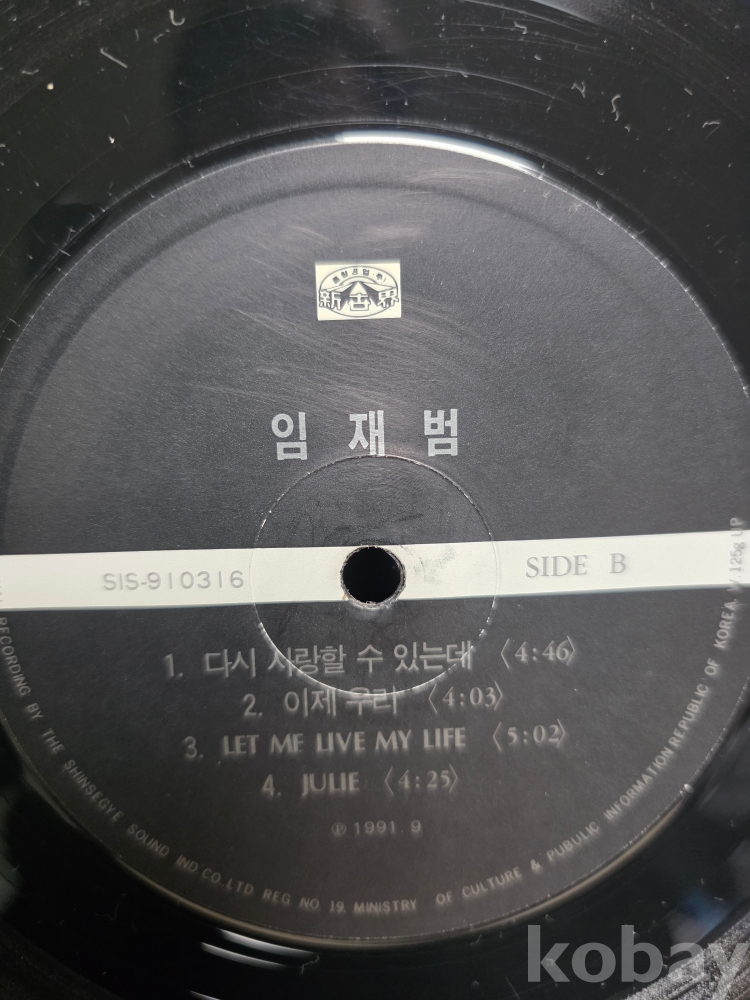 新世界
임재범
SIS-910316
SIDE B
1. 다시 사랑할 수 있는데 〈4:46〉
2. 이제 우리 〈4:03〉
3. LET ME LIVE MY LIFE 〈5:02〉
4. JULIE 〈4:25〉
℗ 1991. 9
RECORDING BY THE SHINSEGYE SOUND IND CO. LTD REG NO 19. MINISTRY OF CULTURE & PUBULIC INFORMATION REPUBLIC OF KOREA. 125g LIP
kobay